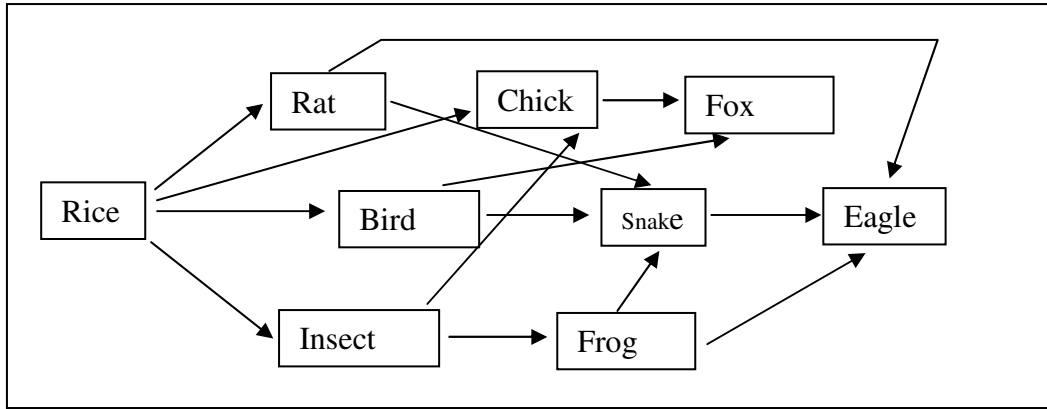 Rat
Chick
Fox
Rice
Bird
Snake
Eagle
Insect
Frog